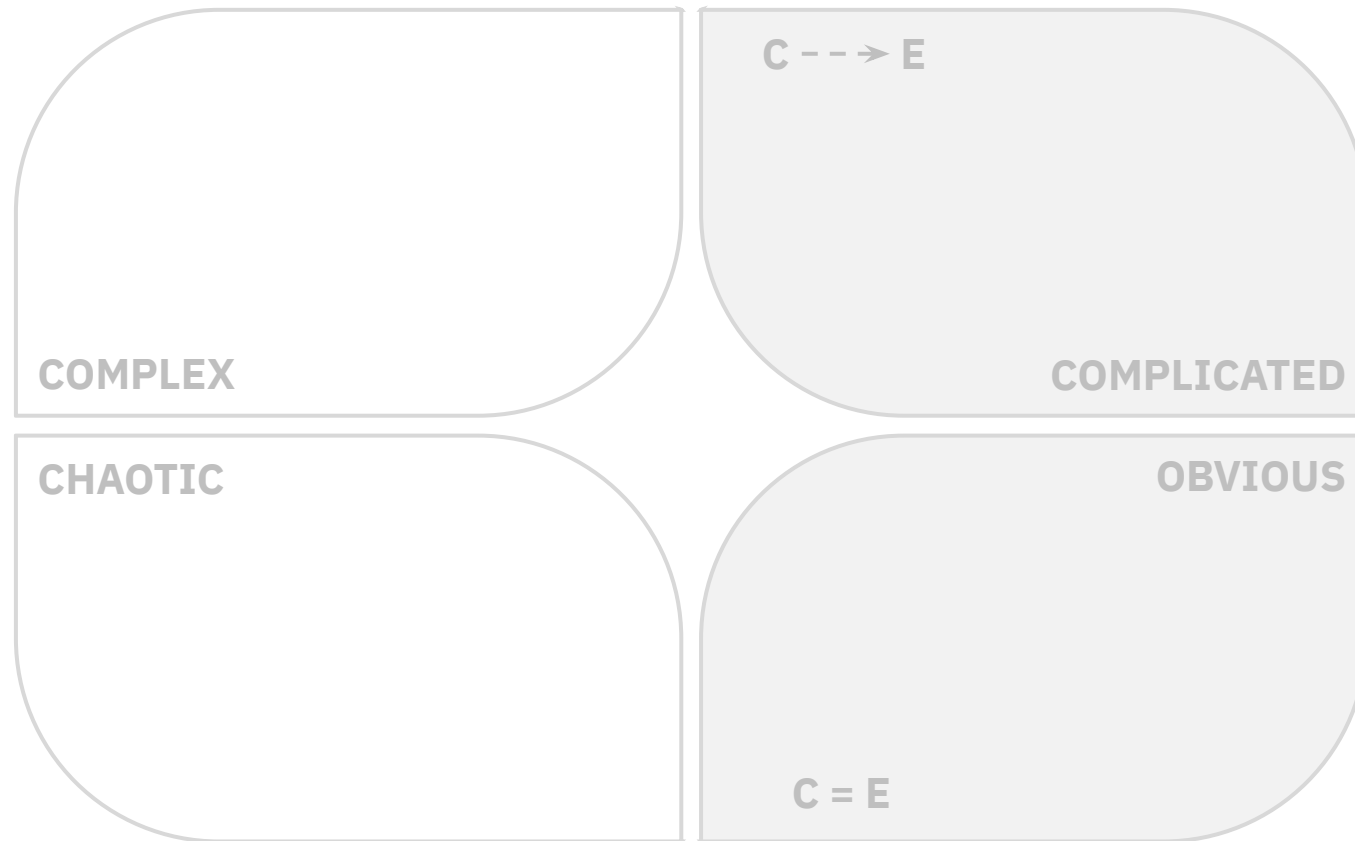 C - - → E
COMPLEX
COMPLICATED
CHAOTIC
OBVIOUS
C = E